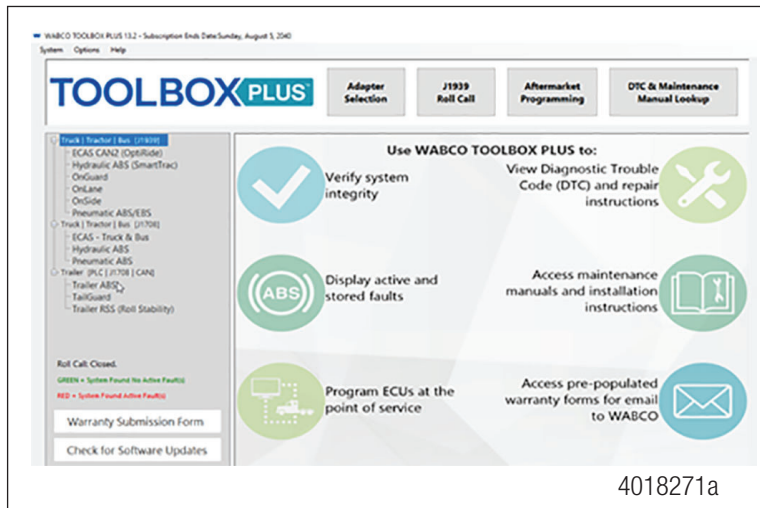 WABCO TOOLBOX PLUS 13.2 - Subscription Ends Date:Sunday, August 5, 2040
System Options Help
TOOLBOX PLUS
Adapter
Selection
J1939
Roll Call
Aftermarket
Programming
DTC & Maintenance
Manual Lookup
Truck | Tractor | Bus [J1939]
ECAS CAN2 (OptiRide)
Hydraulic ABS (SmartTrac)
OnGuard
OnLane
OnSide
Pneumatic ABS/EBS
Truck | Tractor | Bus [J1708]
ECAS - Truck & Bus
Hydraulic ABS
Pneumatic ABS
Trailer [PLC | J1708 | CAN]
Trailer ABS
TailGuard
Trailer RSS (Roll Stability)
Roll Call: Closed.
GREEN = System Found No Active Fault(s)
RED = System Found Active Fault(s)
Warranty Submission Form
Check for Software Updates
Use WABCO TOOLBOX PLUS to:
Verify system
integrity
View Diagnostic Trouble
Code (DTC) and repair
instructions
ABS
Display active and
stored faults
Access maintenance
manuals and installation
instructions
Program ECUs at the
point of service
Access pre-populated
warranty forms for email
to WABCO
4018271a